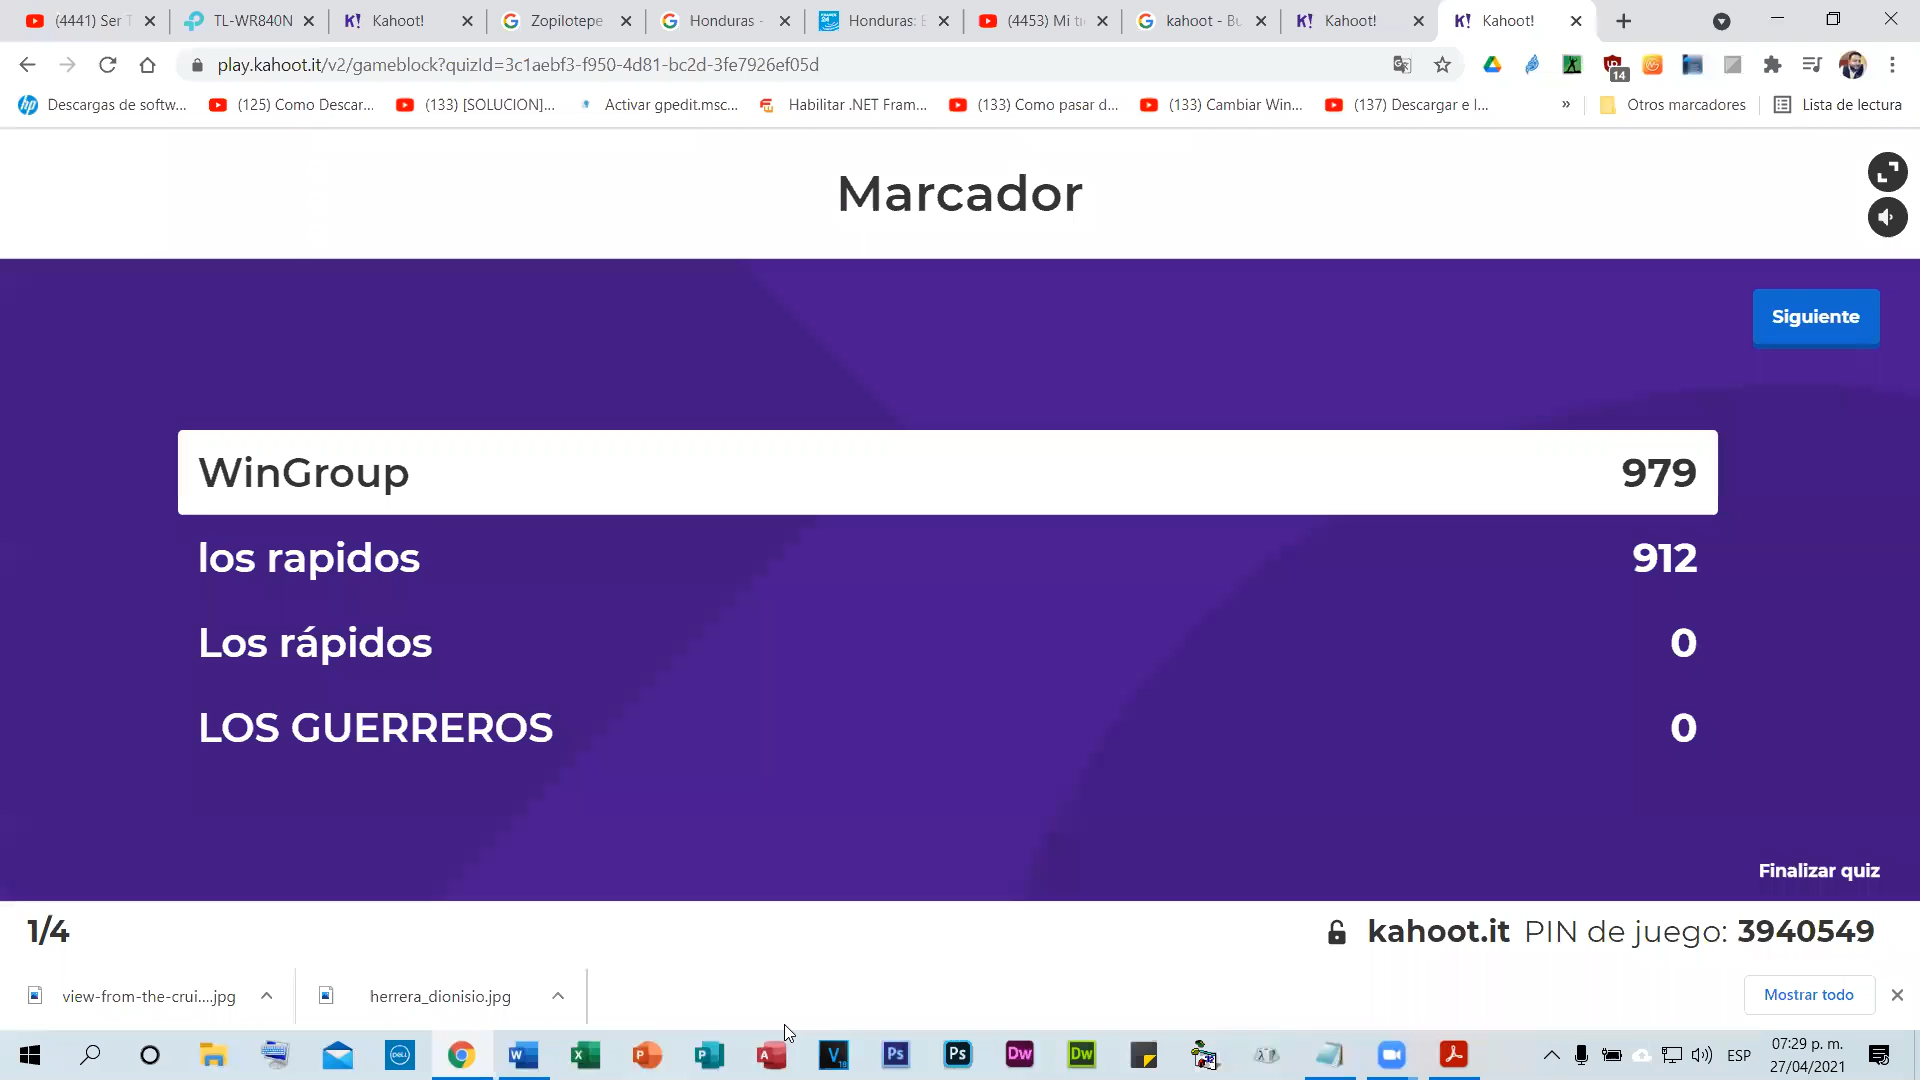 (4441) Ser T
TL-WR840N
Kahoot!
Zopilotepe
Honduras -
Honduras: E
(4453) Mi ti
kahoot - Bu
Kahoot!
Kahoot!
play.kahoot.it/v2/gameblock?quizId=3c1aebf3-f950-4d81-bc2d-3fe7926ef05d
14
Descargas de softw...
(125) Como Descar...
(133) [SOLUCION]...
Activar gpedit.msc...
Habilitar .NET Fram...
(133) Como pasar d...
(133) Cambiar Win...
(137) Descargar e I...
»
Otros marcadores
Lista de lectura
Marcador
Siguiente
WinGroup 979
los rapidos 912
Los rápidos 0
LOS GUERREROS 0
Finalizar quiz
1/4
kahoot.it PIN de juego: 3940549
view-from-the-crui....jpg
herrera_dionisio.jpg
Mostrar todo
ESP
07:29 p. m.
27/04/2021